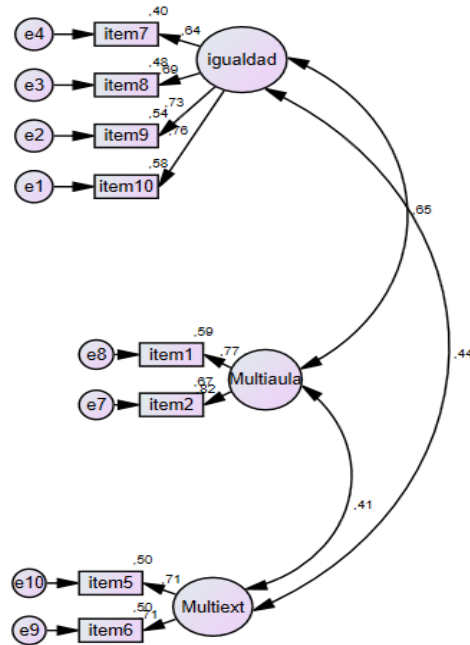 .40
e4 item7 .64
igualdad
.48
e3 item8 .69
.73
.54
e2 item9 .76
.58
e1 item10
.65
.44
.59
e8 item1 .77
Multiaula
.67
e7 item2 .82
.41
.50
e10 item5 .71
Multiext
.50
e9 item6 .71